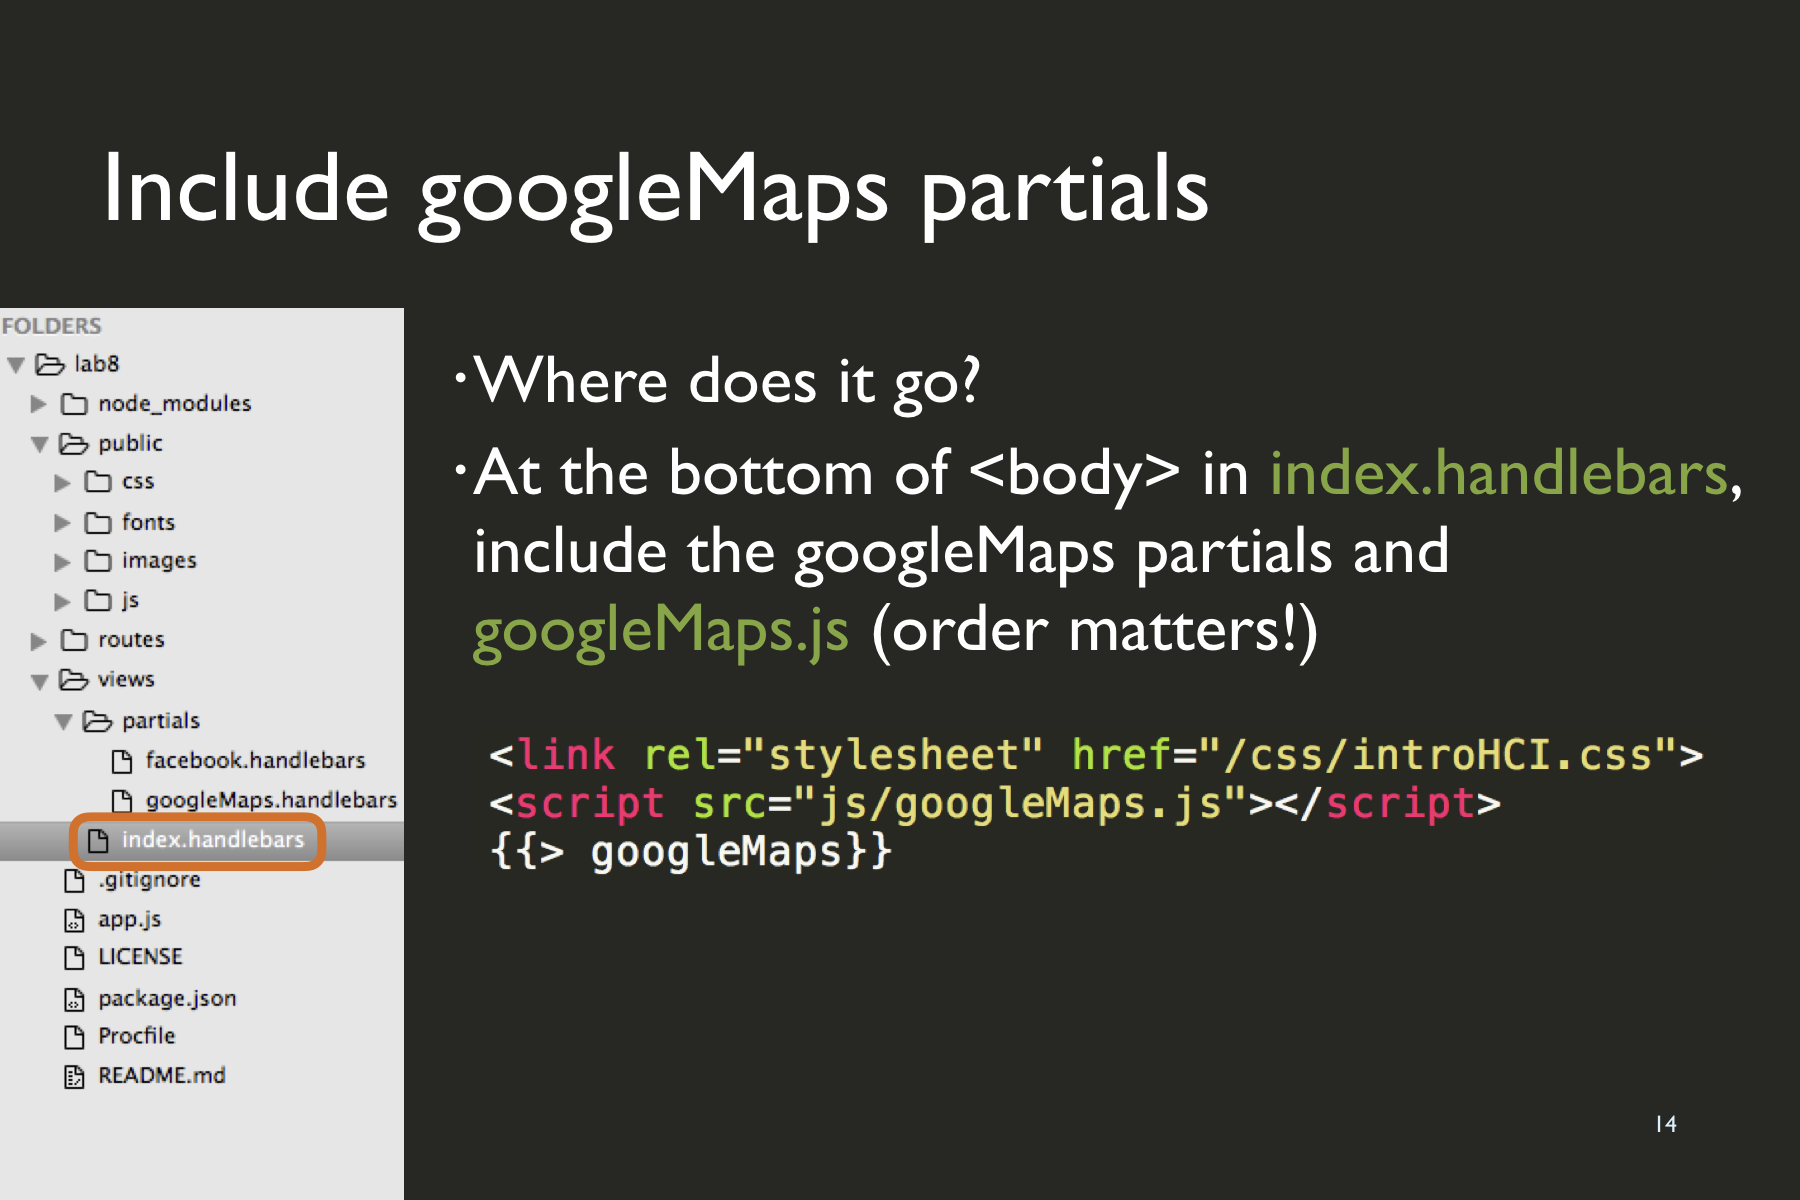 Include googleMaps partials
FOLDERS
lab8
node_modules
public
css
fonts
images
js
routes
views
partials
facebook.handlebars
googleMaps.handlebars
index.handlebars
.gitignore
app.js
LICENSE
package.json
Procfile
README.md
· Where does it go?
· At the bottom of <body> in index.handlebars,
include the googleMaps partials and
googleMaps.js (order matters!)
<link rel="stylesheet" href="/css/introHCI.css">
<script src="js/googleMaps.js"></script>
{{> googleMaps}}
14